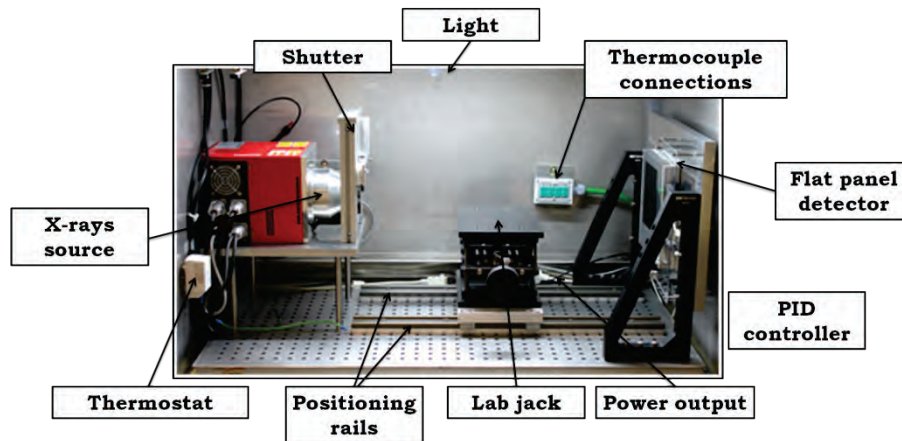 Light
Shutter
Thermocouple
connections
Flat panel
detector
X-rays
source
PID
controller
Thermostat
Positioning
rails
Lab jack
Power output